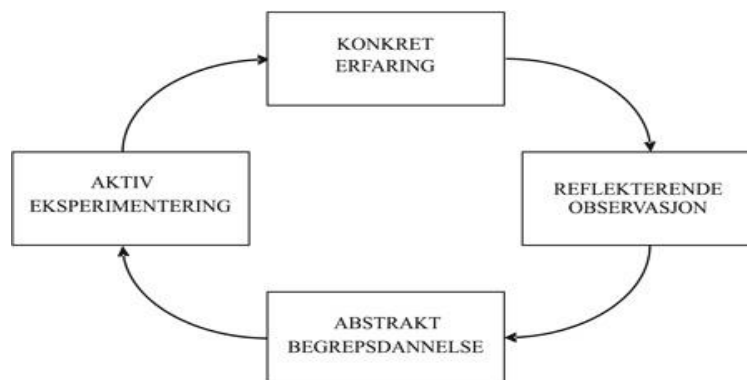 KONKRET
ERFARING
AKTIV
EKSPERIMENTERING
REFLEKTERENDE
OBSERVASJON
ABSTRAKT
BEGREPSDANNELSE